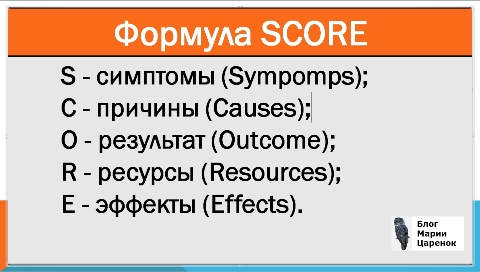 Формула SCORE
S - симптомы (Sympomps);
C - причины (Causes);
O - результат (Outcome);
R - ресурсы (Resources);
E - эффекты (Effects).
Блог
Марии
Царенок